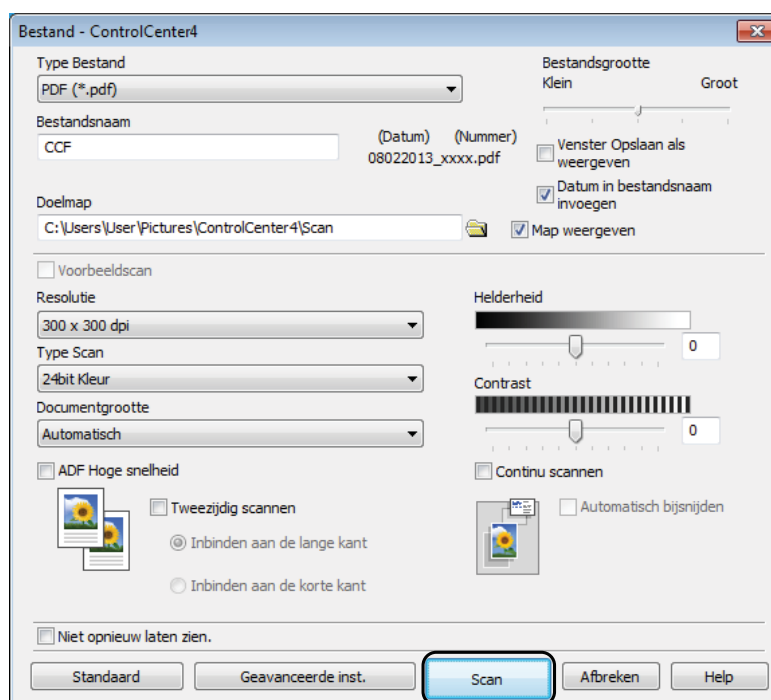 Bestand - ControlCenter4
Type Bestand
PDF (*.pdf)
Bestandsgrootte
Klein Groot
Bestandsnaam
CCF
(Datum) (Nummer)
08022013_xxxx.pdf
Venster Opslaan als
weergeven
Datum in bestandsnaam
invoegen
Doelmap
C:\Users\User\Pictures\ControlCenter4\Scan
Map weergeven
Voorbeeldscan
Resolutie
300 x 300 dpi
Type Scan
24bit Kleur
Documentgrootte
Automatisch
Helderheid
0
Contrast
0
ADF Hoge snelheid
Tweezijdig scannen
Inbinden aan de lange kant
Inbinden aan de korte kant
Continu scannen
Automatisch bijsnijden
Niet opnieuw laten zien.
Standaard
Geavanceerde inst.
Scan
Afbreken
Help